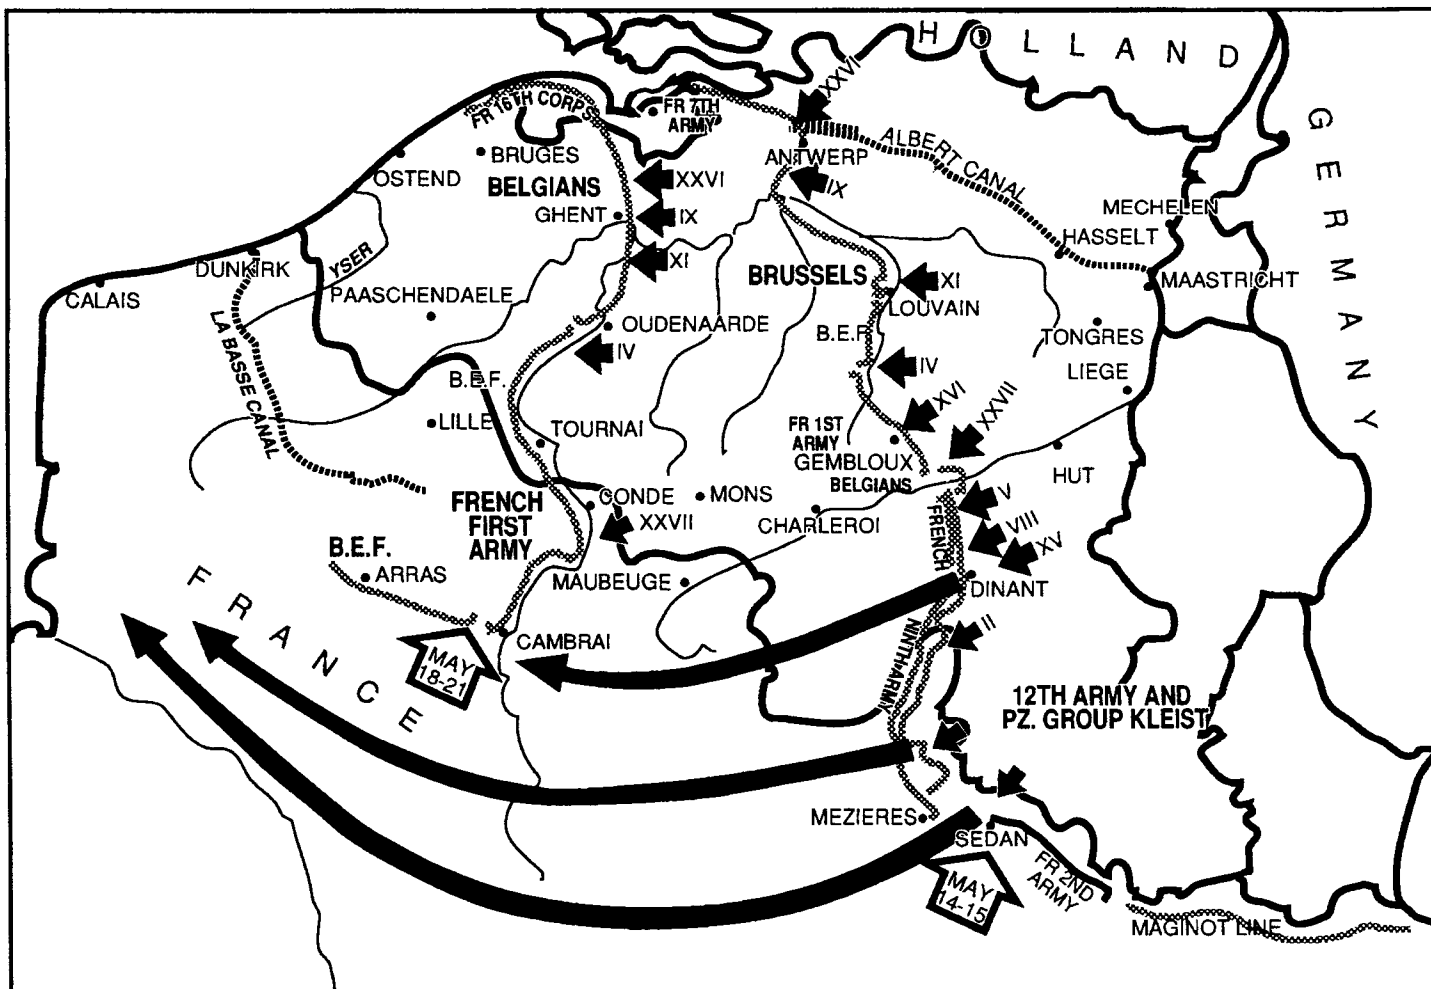 HOLLAND
GERMANY
XXVI
FR 16TH CORPS
FR 7TH
ARMY
ALBERT CANAL
ANTWERP
BRUGES
OSTEND
BELGIANS
XXVI
IX
GHENT
IX
MECHELEN
HASSELT
XI
DUNKIRK
YSER
BRUSSELS
XI
MAASTRICHT
CALAIS
PAASCHENDAELE
LOUVAIN
LA BASSE CANAL
OUDENAARDE
B.E.F
TONGRES
IV
IV
LIEGE
B.E.F.
XVI
XXVII
LILLE
TOURNAI
FR 1ST
ARMY
GEMBLOUX
BELGIANS
HUT
FRENCH
FIRST
ARMY
CONDE
MONS
XXVII
CHARLEROI
FRENCH
V
VIII
XV
B.E.F.
ARRAS
MAUBEUGE
DINANT
FRANCE
CAMBRAI
II
NINTH ARMY
MAY
18-21
12TH ARMY AND
PZ. GROUP KLEIST
MEZIERES
SEDAN
FR 2ND
ARMY
MAY
14-15
MAGINOT LINE